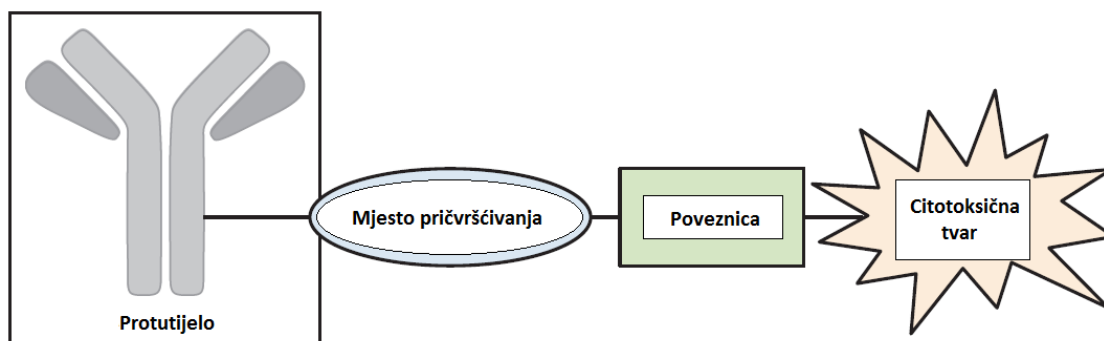 Protutijelo
Mjesto pričvršćivanja
Poveznica
Citotoksična
tvar